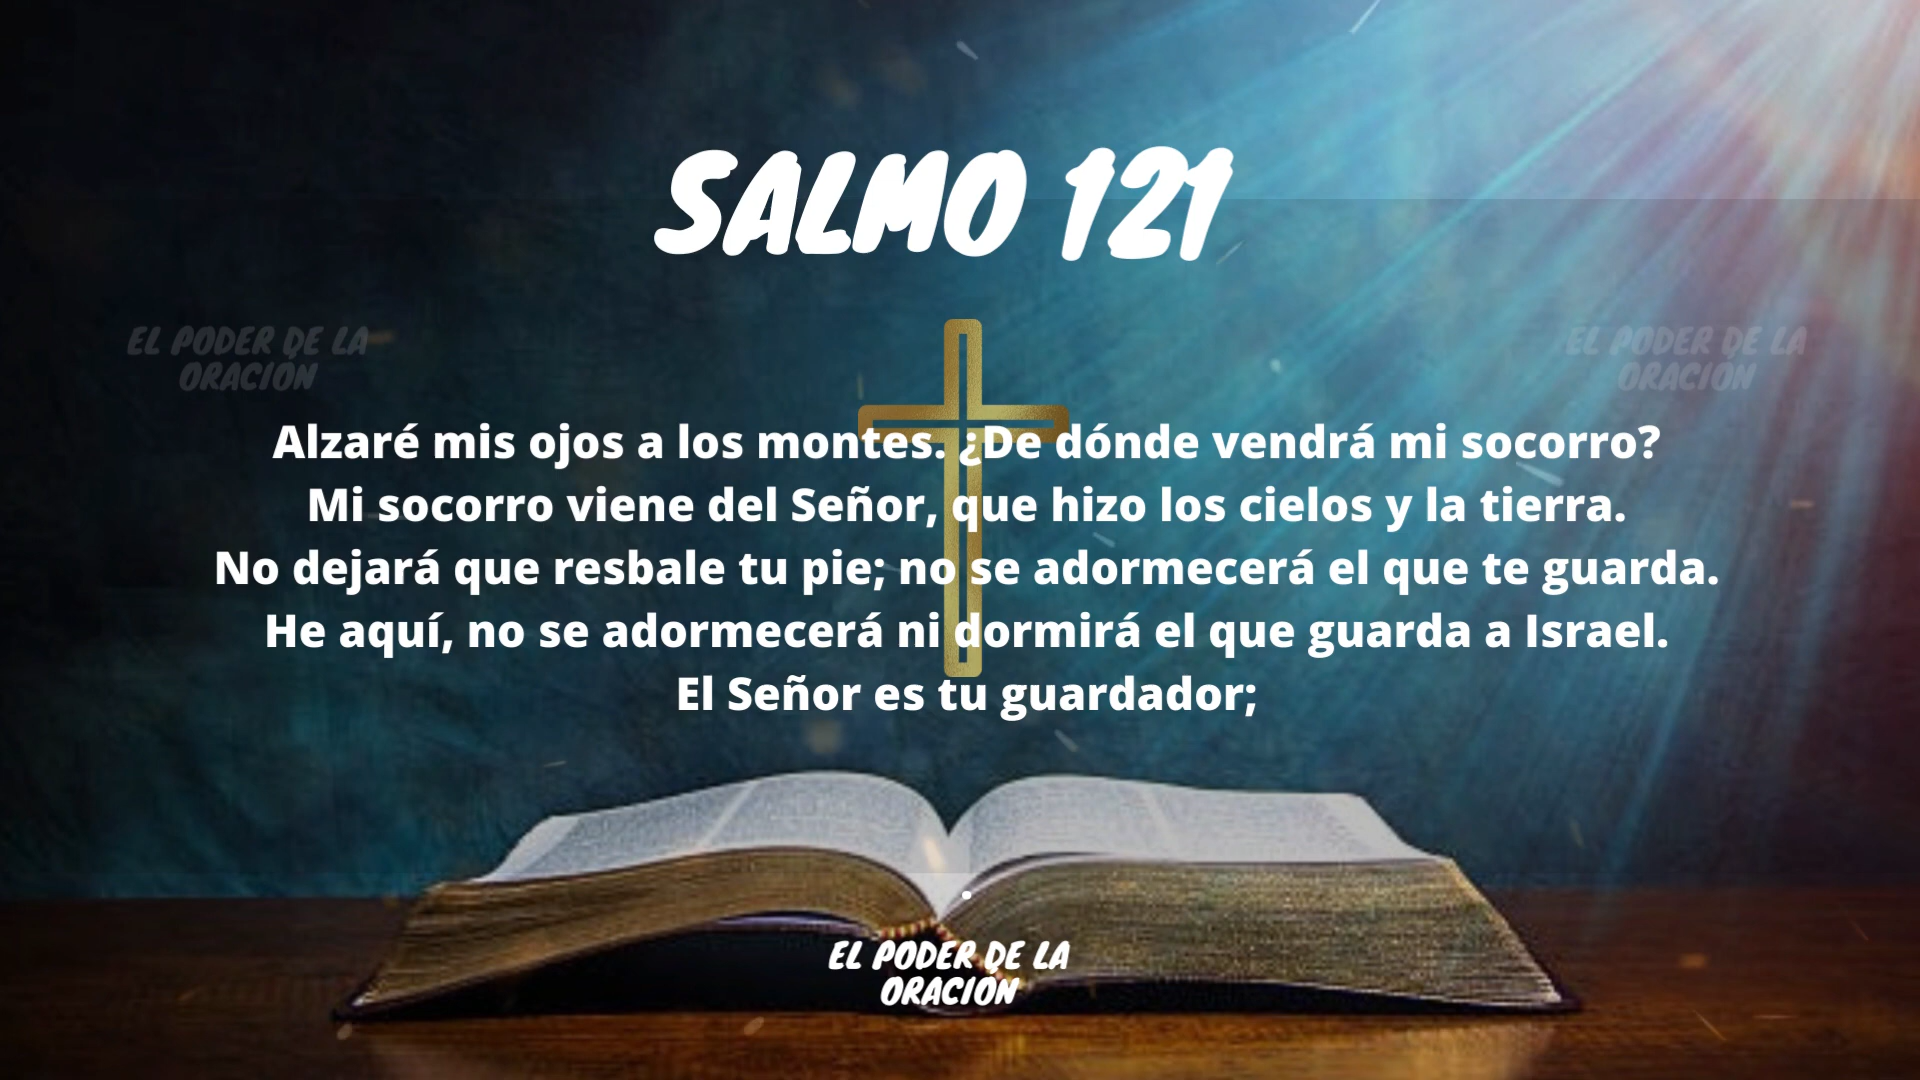 SALMO 121
EL PODER DE LA
ORACIÓN
EL PODER DE LA
ORACIÓN
Alzaré mis ojos a los montes. ¿De dónde vendrá mi socorro?
Mi socorro viene del Señor, que hizo los cielos y la tierra.
No dejará que resbale tu pie; no se adormecerá el que te guarda.
He aquí, no se adormecerá ni dormirá el que guarda a Israel.
El Señor es tu guardador;
.
EL PODER DE LA
ORACIÓN